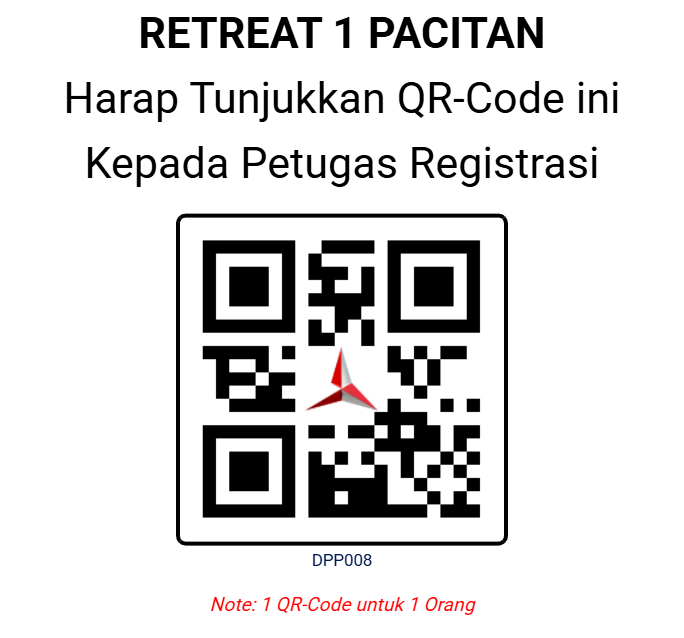 RETREAT 1 PACITAN
Harap Tunjukkan QR-Code ini
Kepada Petugas Registrasi
DPP008
Note: 1 QR-Code untuk 1 Orang